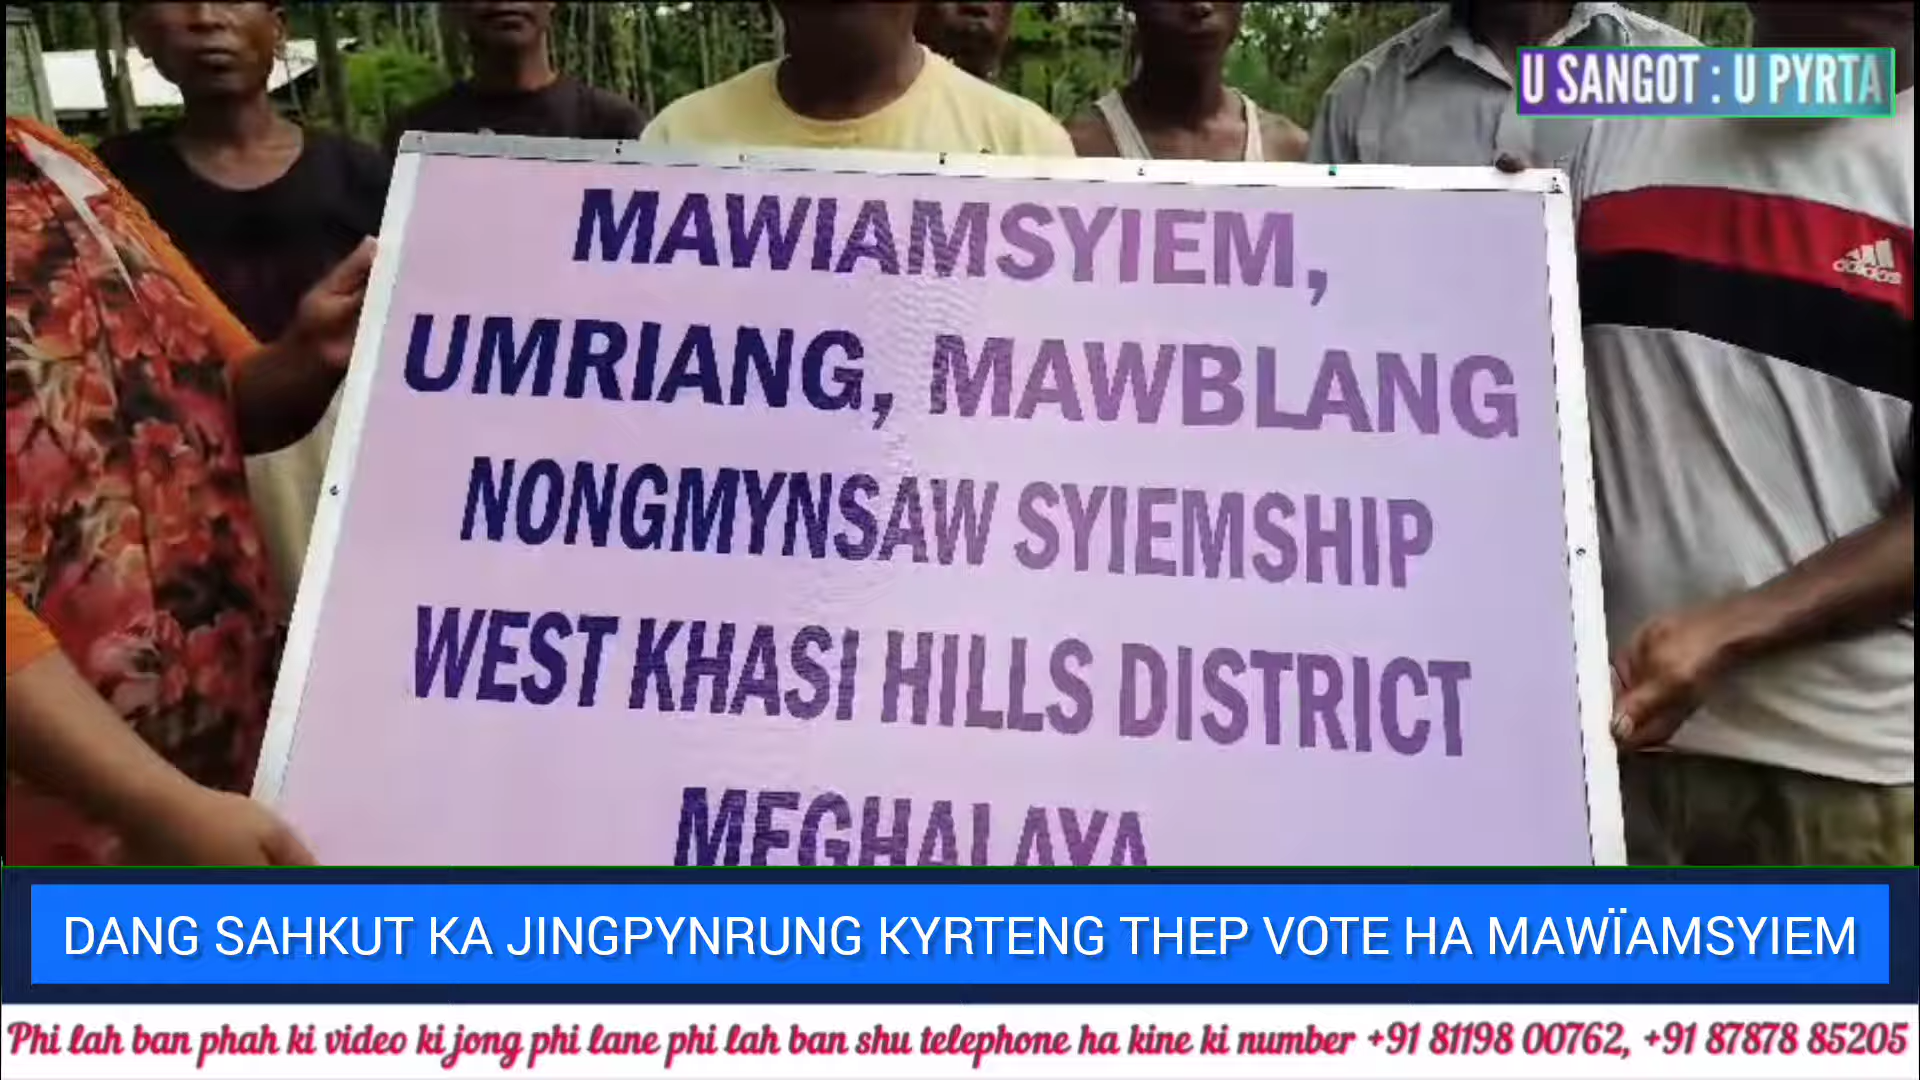 U SANGOT : U PYRTA
adidas
MAWIAMSYIEM,
UMRIANG, MAWBLANG
NONGMYNSAW SYIEMSHIP
WEST KHASI HILLS DISTRICT
MEGHALAYA
DANG SAHKUT KA JINGPYNRUNG KYRTENG THEP VOTE HA MAWÏAMSYIEM
Phi lah ban phah ki video ki jong phi lane phi lah ban shu telephone ha kine ki number +91 81198 00762, +91 87878 85205